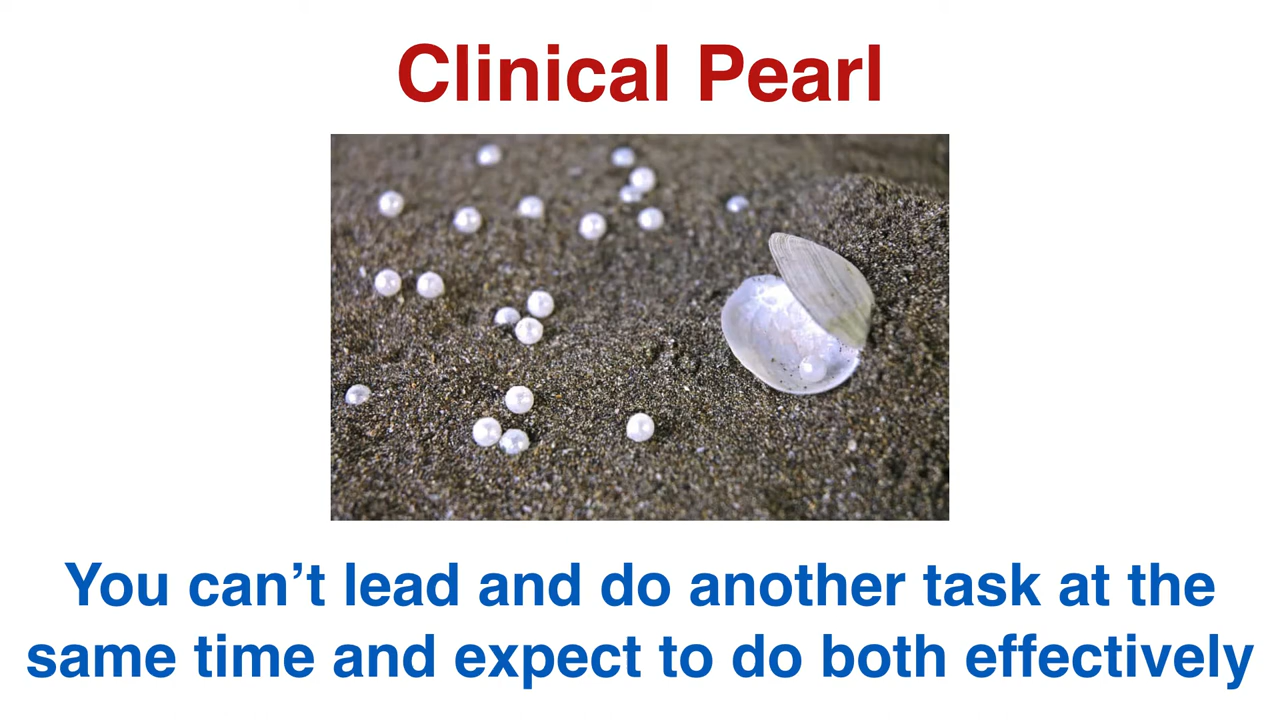 Clinical Pearl
You can’t lead and do another task at the
same time and expect to do both effectively